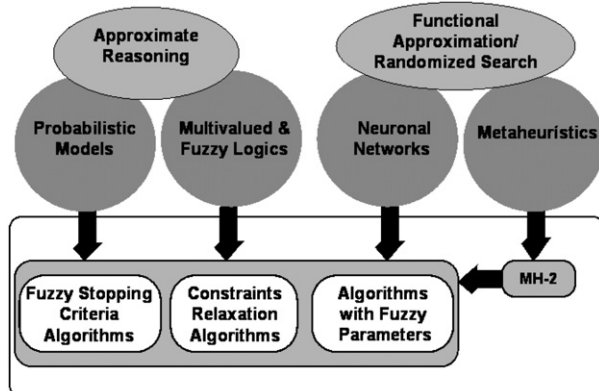 Approximate
Reasoning
Functional
Approximation/
Randomized Search
Probabilistic
Models
Multivalued &
Fuzzy Logics
Neuronal
Networks
Metaheurístics
Fuzzy Stopping
Criteria
Algorithms
Constraints
Relaxation
Algorithms
Algorithms
with Fuzzy
Parameters
MH-2